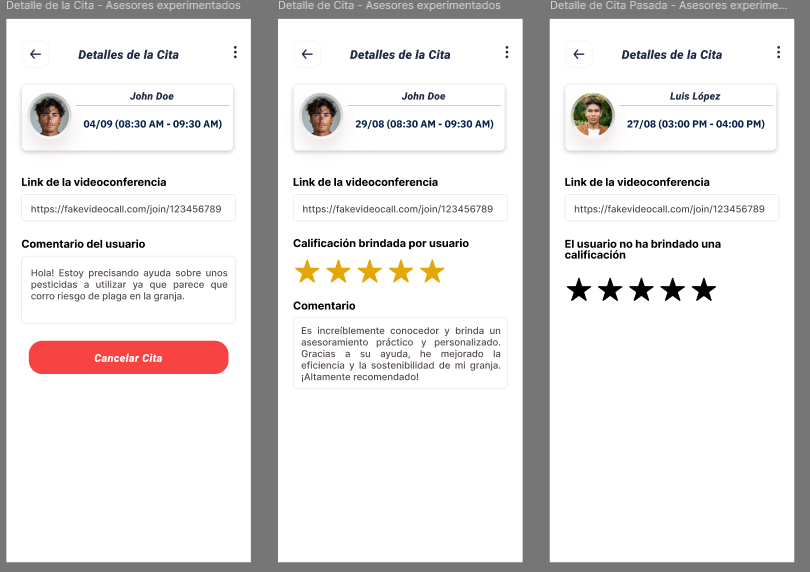 Detalle de la Cita - Asesores experimentados
Detalles de la Cita
John Doe
04/09 (08:30 AM - 09:30 AM)
Link de la videoconferencia
https://fakevideocall.com/join/123456789
Comentario del usuario
Hola! Estoy precisando ayuda sobre unos
pesticidas a utilizar ya que parece que
corro riesgo de plaga en la granja.
Cancelar Cita
Detalle de la Cita - Asesores experimentados
Detalles de la Cita
John Doe
29/08 (08:30 AM - 09:30 AM)
Link de la videoconferencia
https://fakevideocall.com/join/123456789
Calificación brindada por usuario
Comentario
Es increíblemente conocedor y brinda un
asesoramiento práctico y personalizado.
Gracias a su ayuda, he mejorado la
eficiencia y la sostenibilidad de mi granja.
¡Altamente recomendado!
Detalle de Cita Pasada - Asesores experime...
Detalles de la Cita
Luis López
27/08 (03:00 PM - 04:00 PM)
Link de la videoconferencia
https://fakevideocall.com/join/123456789
El usuario no ha brindado una
calificación